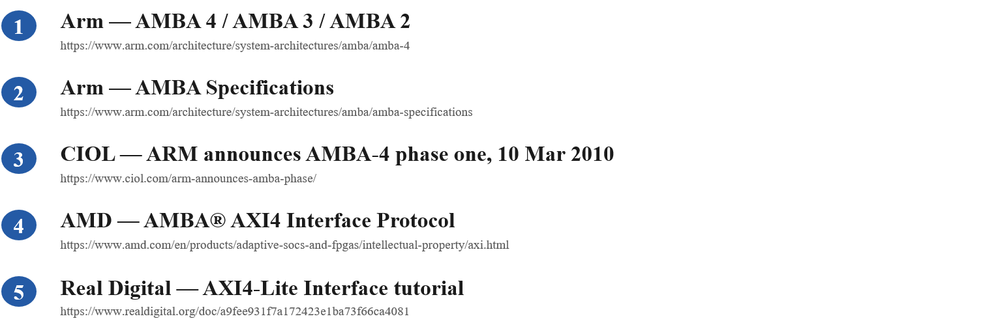 1
Arm — AMBA 4 / AMBA 3 / AMBA 2
https://www.arm.com/architecture/system-architectures/amba/amba-4
2
Arm — AMBA Specifications
https://www.arm.com/architecture/system-architectures/amba/amba-specifications
3
CIOL — ARM announces AMBA-4 phase one, 10 Mar 2010
https://www.ciol.com/arm-announces-amba-phase/
4
AMD — AMBA® AXI4 Interface Protocol
https://www.amd.com/en/products/adaptive-socs-and-fpgas/intellectual-property/axi.html
5
Real Digital — AXI4-Lite Interface tutorial
https://www.realdigital.org/doc/a9fee931f7a172423e1ba73f66ca4081